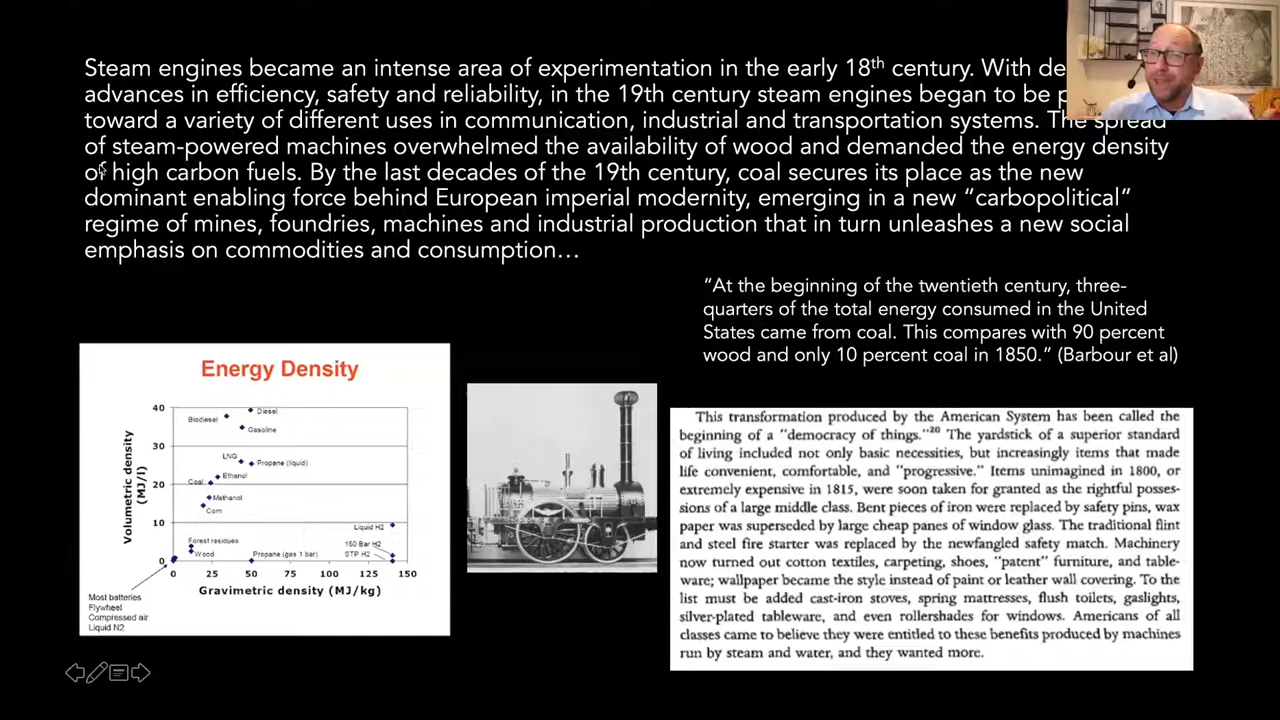 Steam engines became an intense area of experimentation in the early 18th century. With
advances in efficiency, safety and reliability, in the 19th century steam engines began to be
toward a variety of different uses in communication, industrial and transportation systems. The spread
of steam-powered machines overwhelmed the availability of wood and demanded the energy density
of high carbon fuels. By the last decades of the 19th century, coal secures its place as the new
dominant enabling force behind European imperial modernity, emerging in a new “carbopolitical”
regime of mines, foundries, machines and industrial production that in turn unleashes a new social
emphasis on commodities and consumption…
“At the beginning of the twentieth century, three-
quarters of the total energy consumed in the United
States came from coal. This compares with 90 percent
wood and only 10 percent coal in 1850.” (Barbour et al)
Energy Density
Volumetric density
(MJ/l)
40
30
20
10
0
Diesel
Biodiesel
Gasoline
LNG
Propane (liquid)
Ethanol
Coal
Methanol
Corn
Liquid H2
Forest residues
150 Bar H2
Wood
Propane (gas 1 bar)
STP H2
0 25 50 75 100 125 150
Gravimetric density (MJ/kg)
Most batteries
Flywheel
Compressed air
Liquid N2
This transformation produced by the American System has been called the
beginning of a "democracy of things."20 The yardstick of a superior standard
of living included not only basic necessities, but increasingly items that made
life convenient, comfortable, and "progressive." Items unimagined in 1800, or
extremely expensive in 1815, were soon taken for granted as the rightful posses-
sions of a large middle class. Bent pieces of iron were replaced by safety pins, wax
paper was superseded by large cheap panes of window glass. The traditional flint
and steel fire starter was replaced by the newfangled safety match. Machinery
now turned out cotton textiles, carpeting, shoes, "patent" furniture, and table-
ware; wallpaper became the style instead of paint or leather wall covering. To the
list must be added cast-iron stoves, spring mattresses, flush toilets, gaslights,
silver-plated tableware, and even rollershades for windows. Americans of all
classes came to believe they were entitled to these benefits produced by machines
run by steam and water, and they wanted more.